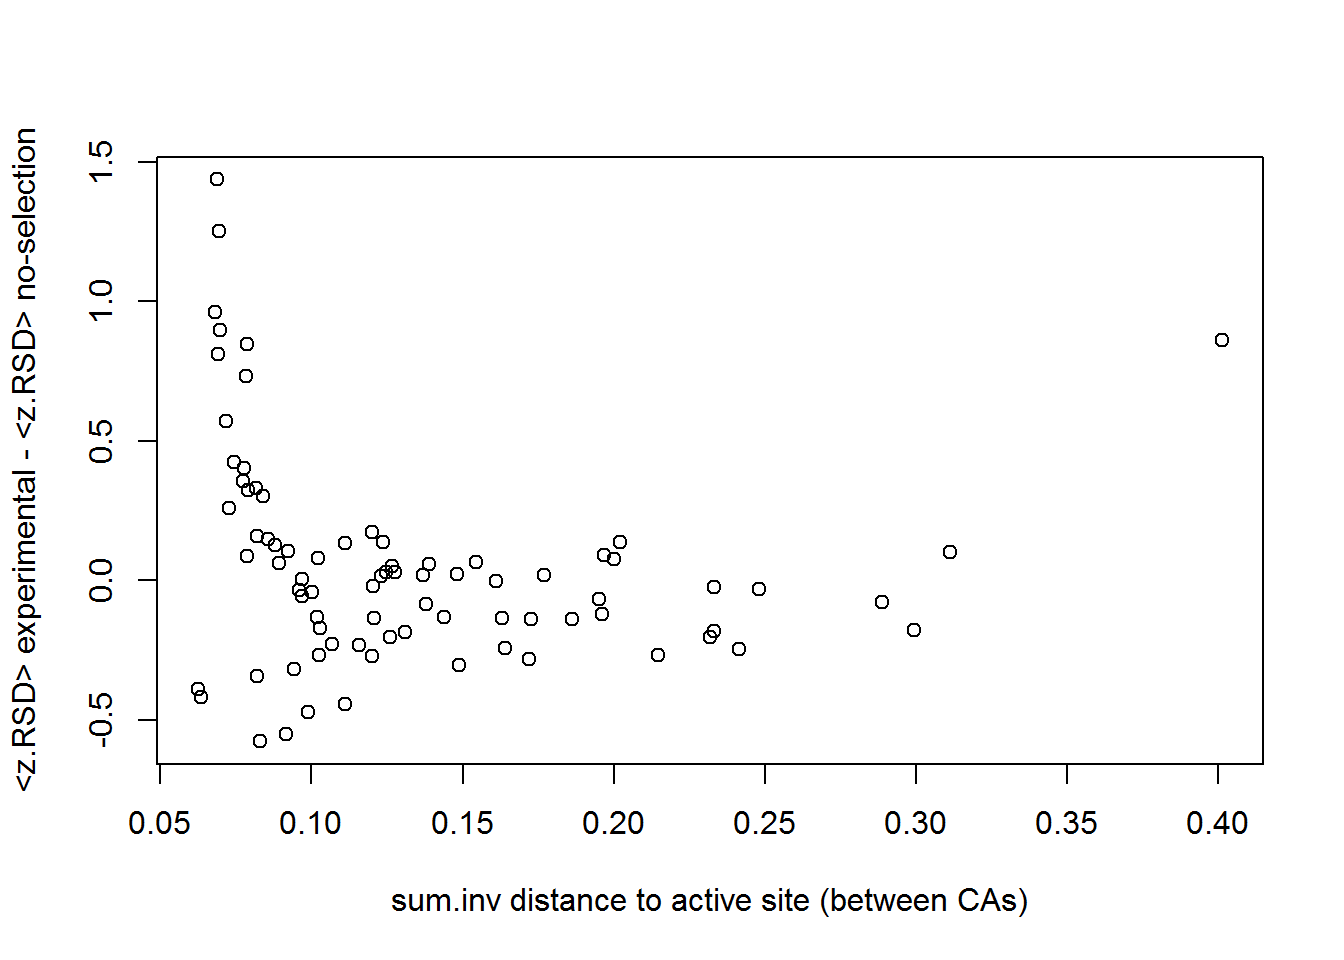 <z.RSD> experimental - <z.RSD> no-selection
1.5
1.0
0.5
0.0
-0.5
0.05 0.10 0.15 0.20 0.25 0.30 0.35 0.40
sum.inv distance to active site (between CAs)